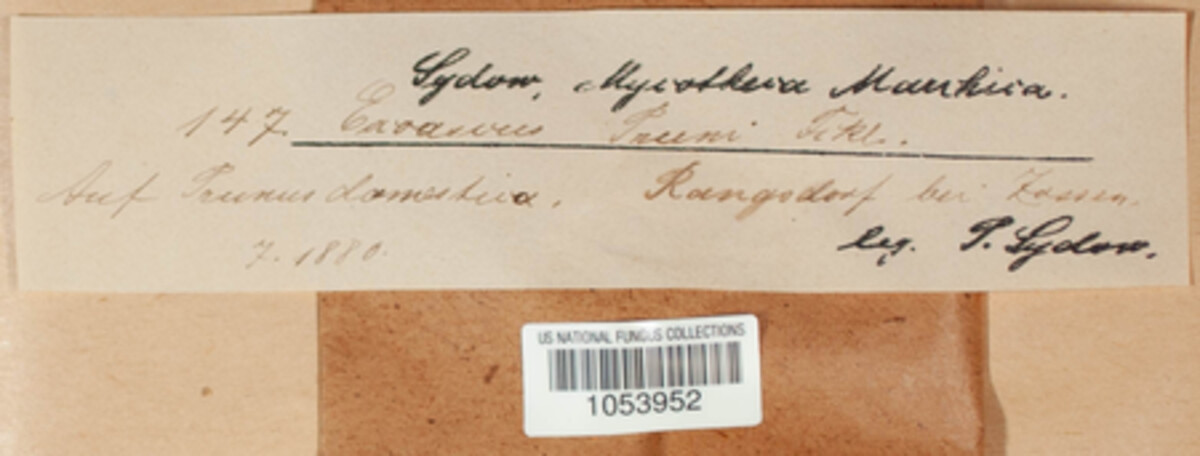 Sydow, Mycotheca Marchica.
147. Exoascus Pruni Fckl.
Auf Prunus domestica. Rangsdorf bei Zossen.
7. 1880. leg. P. Sydow.
US NATIONAL FUNGUS COLLECTIONS
1053952